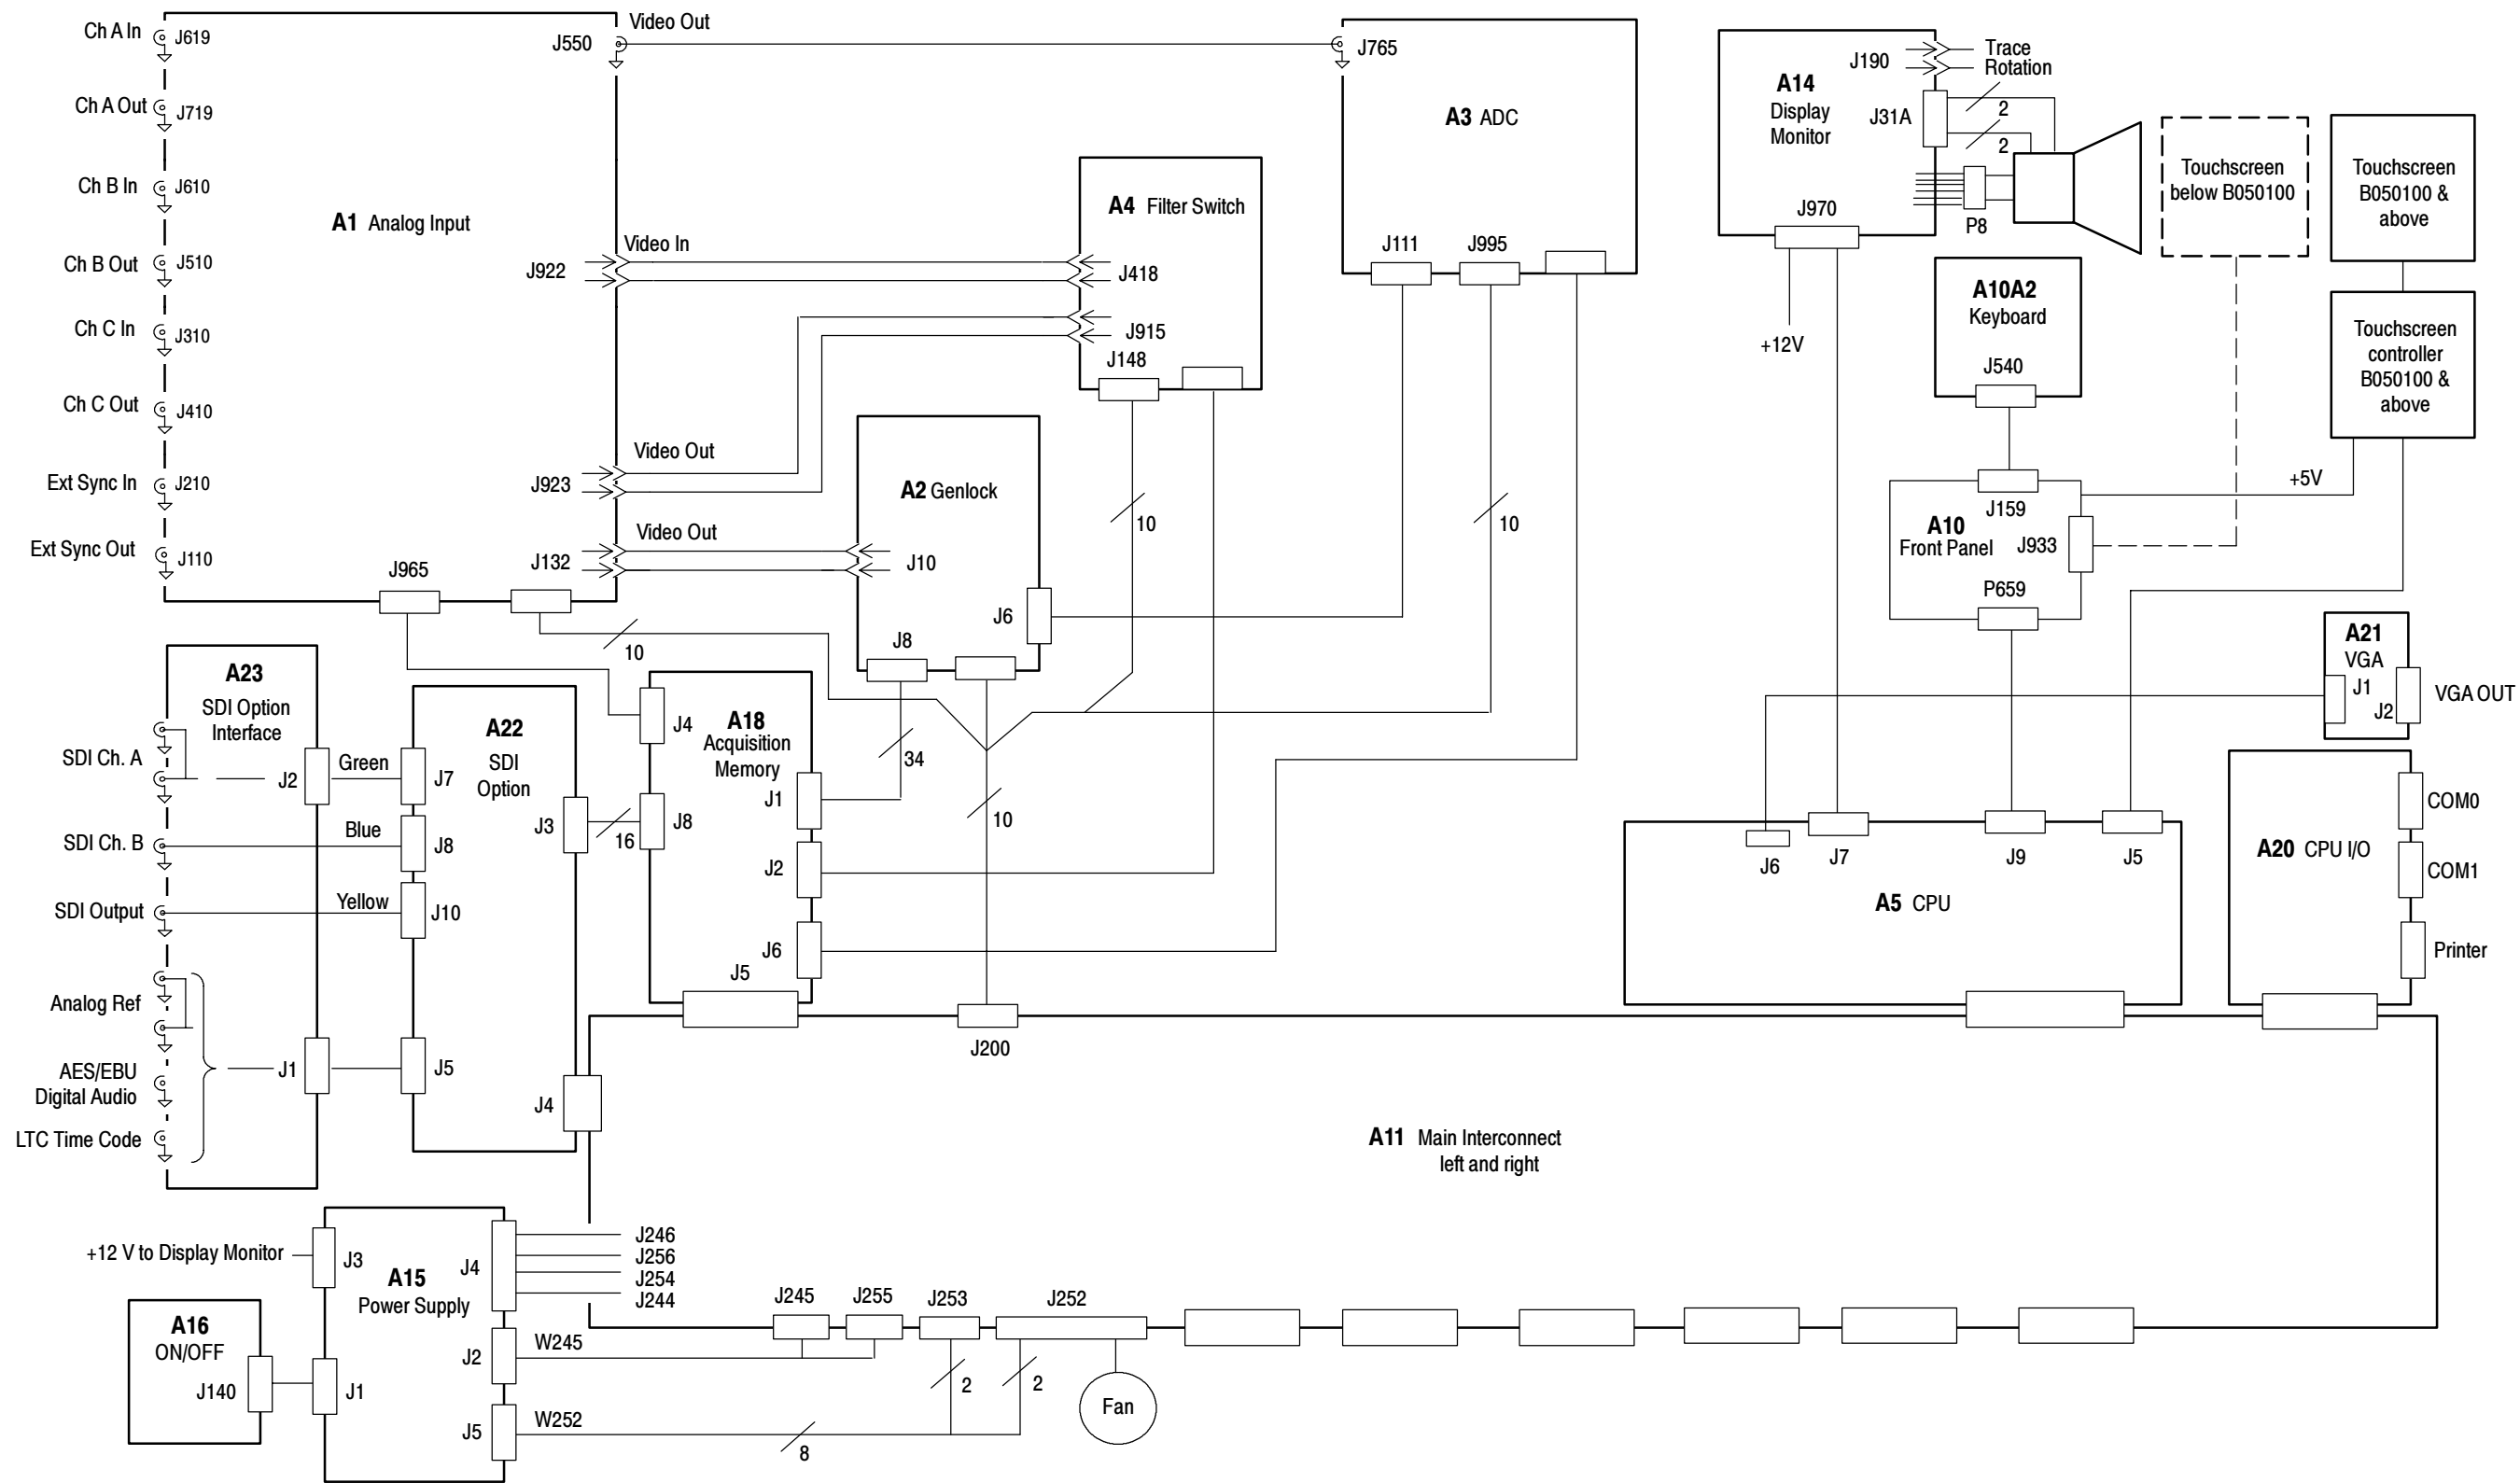 Ch A In
J619
Ch A Out
J719
Ch B In
J610
Ch B Out
J510
Ch C In
J310
Ch C Out
J410
Ext Sync In
J210
Ext Sync Out
J110
A1 Analog Input
J550
Video Out
J922
Video In
J923
Video Out
J132
Video Out
J965
10
A3 ADC
J765
J111
J995
10
A4 Filter Switch
J418
J915
J148
10
A2 Genlock
J10
J6
J8
34
10
A14
Display
Monitor
J190
Trace
Rotation
J31A
2
2
P8
J970
+12V
Touchscreen
below B050100
Touchscreen
B050100 &
above
Touchscreen
controller
B050100 &
above
+5V
A10A2
Keyboard
J540
J159
A10
Front Panel
J933
P659
A21
VGA
J1
J2
VGA OUT
A23
SDI Option
Interface
SDI Ch. A
J2
Green
SDI Ch. B
Blue
SDI Output
Yellow
Analog Ref
AES/EBU
Digital Audio
LTC Time Code
J1
A22
SDI
Option
J7
J8
J10
J5
J3
J4
16
A18
Acquisition
Memory
J4
J8
J1
J2
J6
J5
J200
A5 CPU
J6
J7
J9
J5
A20 CPU I/O
COM0
COM1
Printer
A11 Main Interconnect
left and right
+12 V to Display Monitor
J3
A15
Power Supply
J4
J246
J256
J254
J244
A16
ON/OFF
J140
J1
J2
W245
J5
W252
8
J245
J255
J253
J252
2
2
Fan